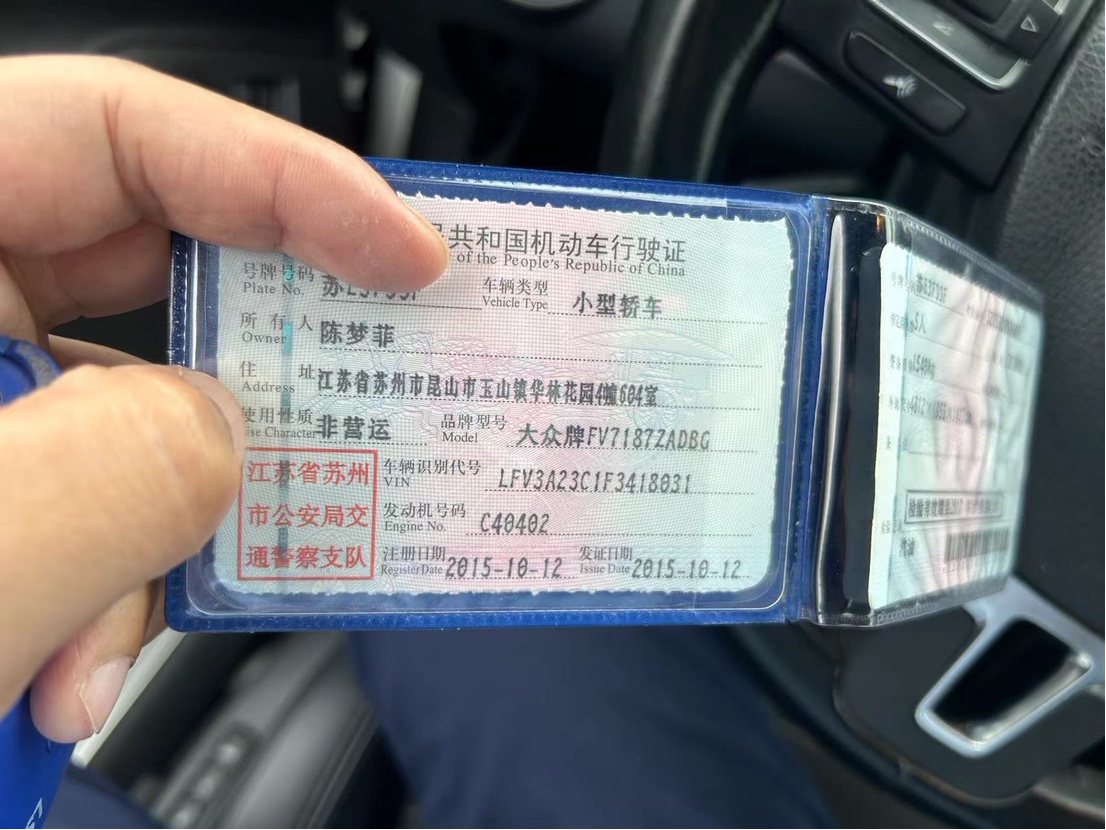 共和国机动车行驶证
of the People's Republic of China
号牌号码
Plate No.
车辆类型
Vehicle Type
小型轿车
所有人
Owner
陈梦菲
住址
Address
江苏省苏州市昆山市玉山镇华林花园4幢604室
使用性质
Use Character
非营运
品牌型号
Model
大众牌FV7187ZADBG
江苏省苏州
市公安局交
通警察支队
车辆识别代号
VIN
LFV3A23C1F3418031
发动机号码
Engine No.
C40402
注册日期
Register Date
2015-10-12
发证日期
Issue Date
2015-10-12
5人
1540kg
汽油